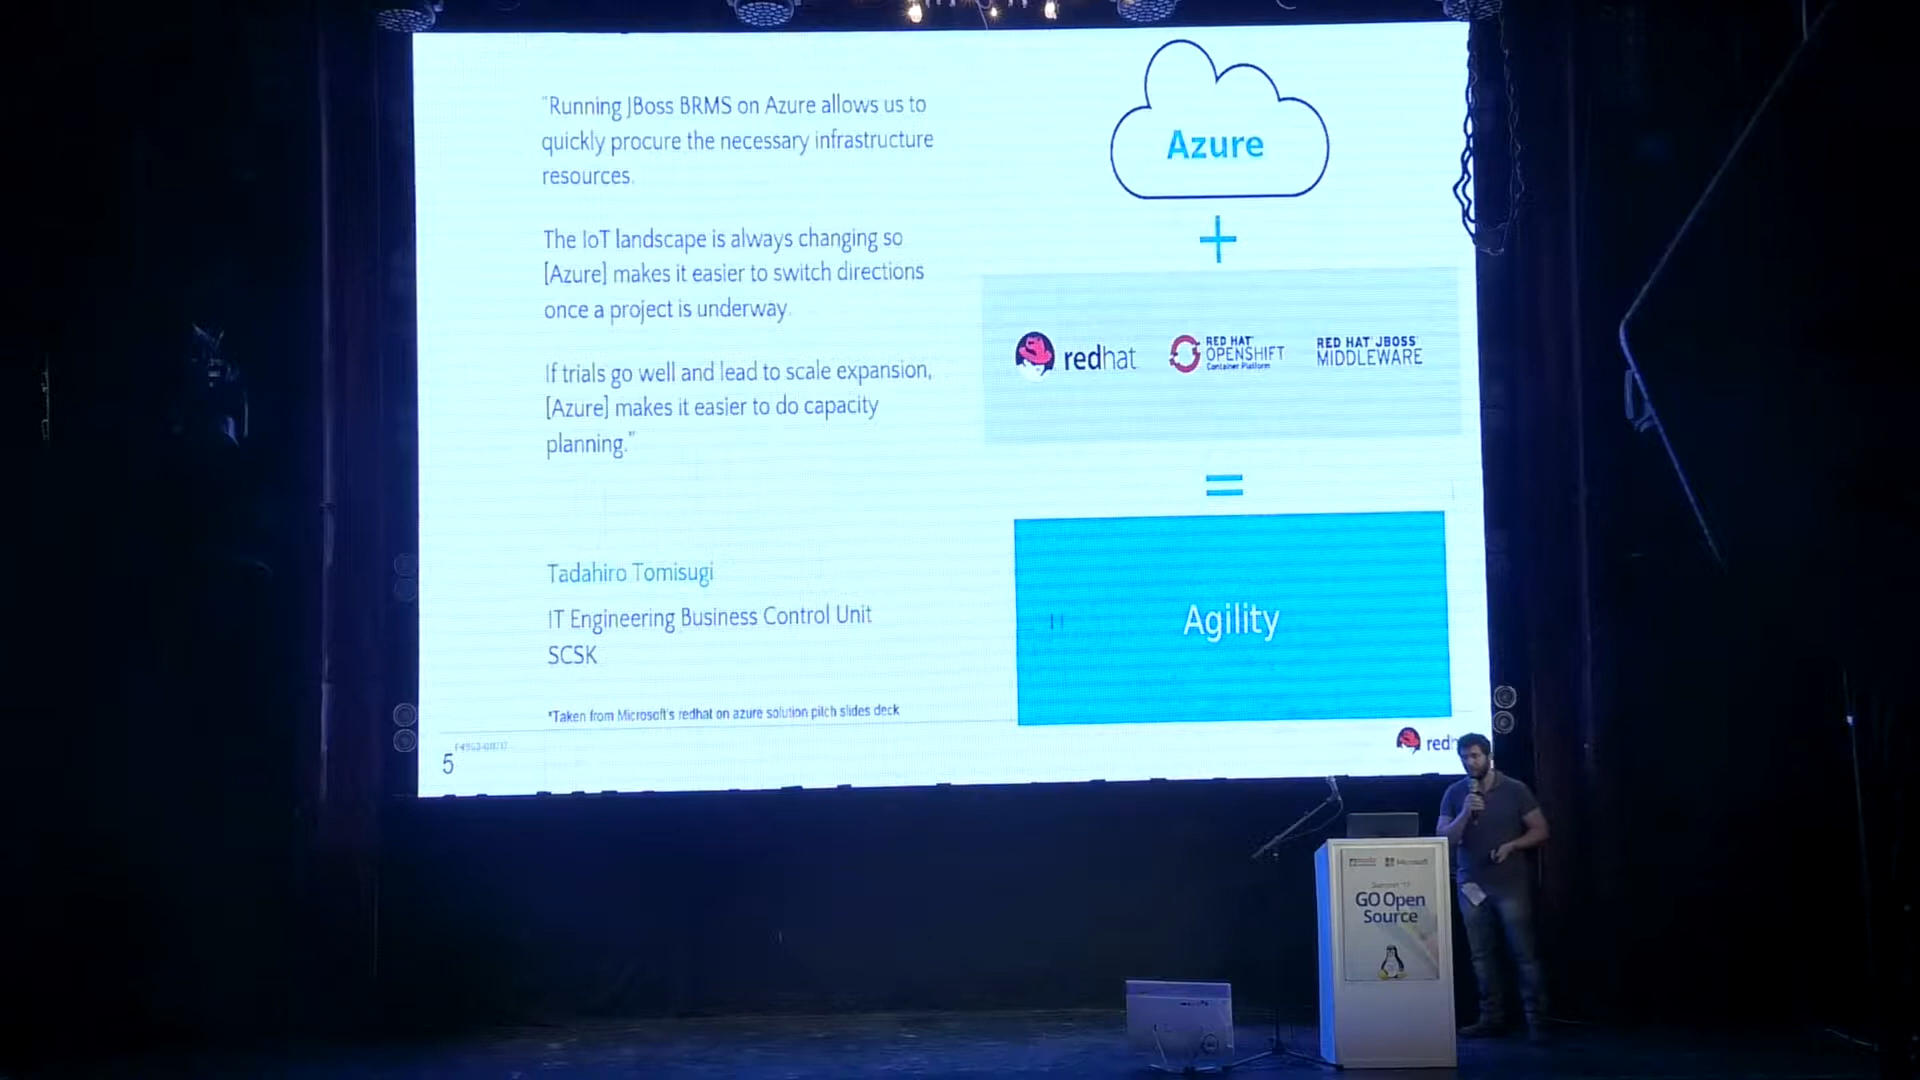 "Running JBoss BRMS on Azure allows us to
quickly procure the necessary infrastructure
resources.
The IoT landscape is always changing so
[Azure] makes it easier to switch directions
once a project is underway.
If trials go well and lead to scale expansion,
[Azure] makes it easier to do capacity
planning."
Tadahiro Tomisugi
IT Engineering Business Control Unit
SCSK
*Taken from Microsoft's redhat on azure solution pitch slides deck
5
Azure
+
redhat
RED HAT
OPENSHIFT
Container Platform
RED HAT JBOSS
MIDDLEWARE
=
Agility
Microsoft
Summit '17
GO Open
Source